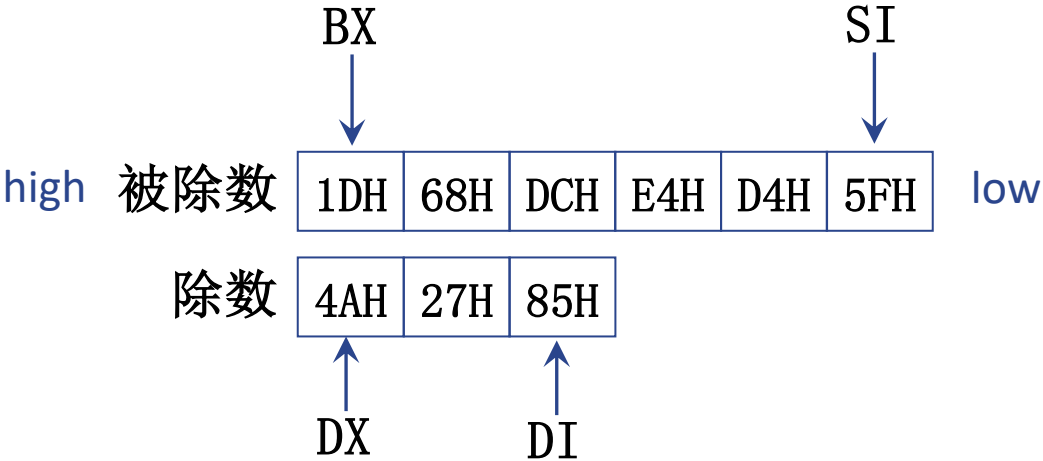 BX SI
high 被除数 1DH 68H DCH E4H D4H 5FH low
除数 4AH 27H 85H
DX DI